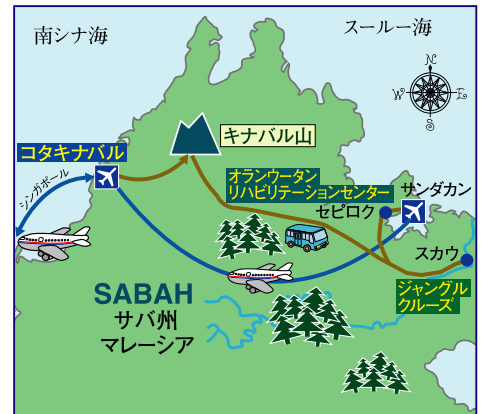 南シナ海
スールー海
N
W
E
S
コタキナバル
キナバル山
シンガポール
オランウータン
リハビリテーションセンター
サンダカン
セピロク
スカウ
ジャングル
クルーズ
SABAH
サバ州
マレーシア